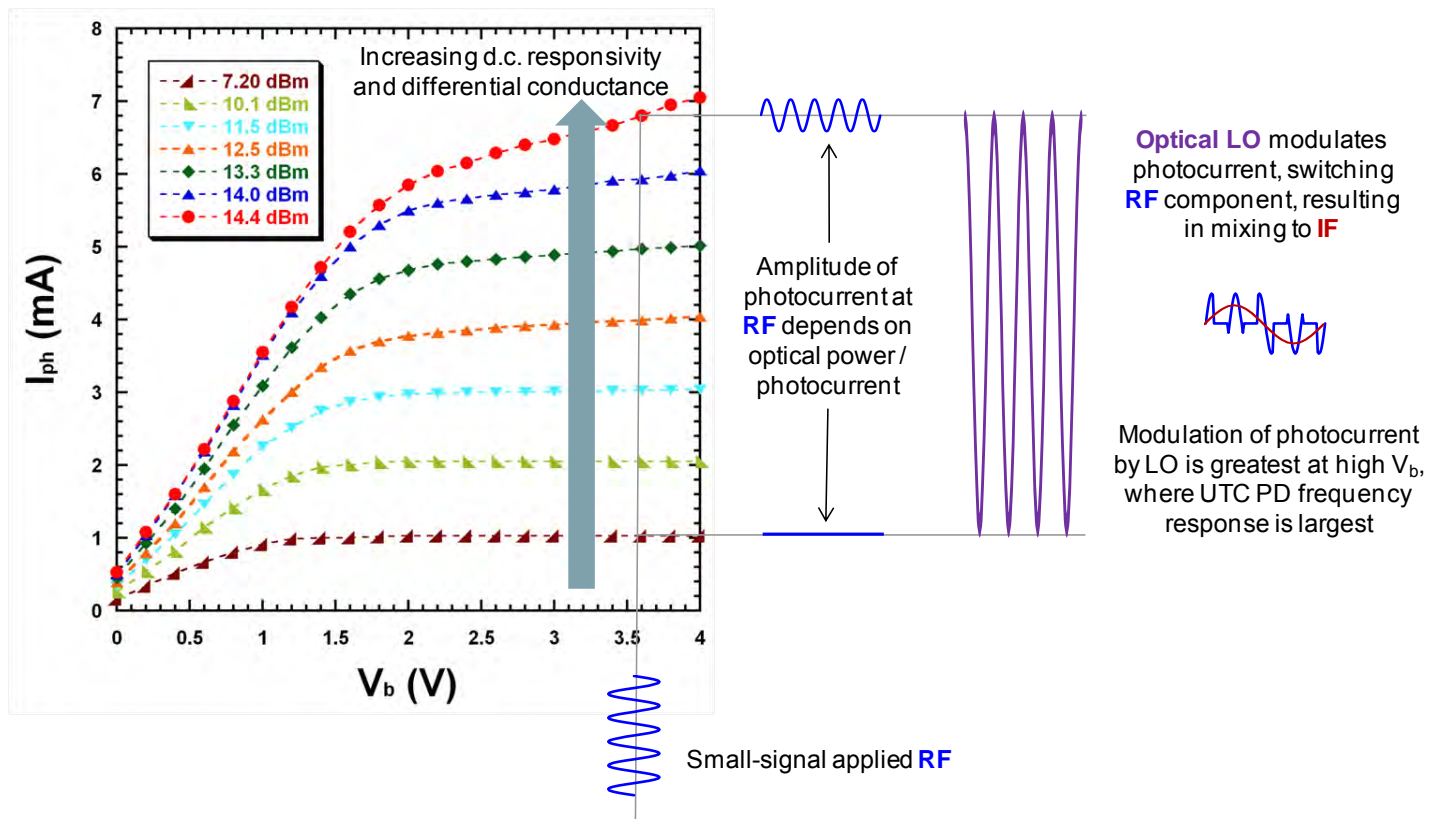 8
7
6
5
4
3
2
1
0
I_ph (mA)
7.20 dBm
10.1 dBm
11.5 dBm
12.5 dBm
13.3 dBm
14.0 dBm
14.4 dBm
Increasing d.c. responsivity
and differential conductance
0
0.5
1
1.5
2
2.5
3
3.5
4
V_b (V)
Amplitude of
photocurrent at
RF depends on
optical power /
photocurrent
Optical LO modulates
photocurrent, switching
RF component, resulting
in mixing to IF
Modulation of photocurrent
by LO is greatest at high V_b,
where UTC PD frequency
response is largest
Small-signal applied RF